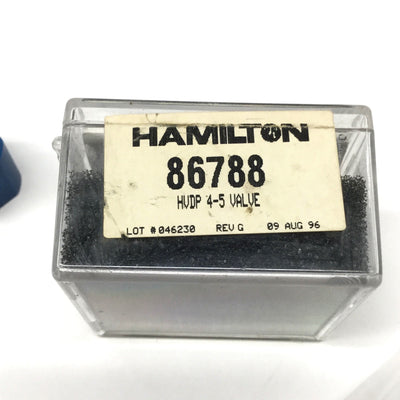 HAMILTON
86788
HVDP 4-5 VALVE
LOT #046230 REV G 09 AUG 96